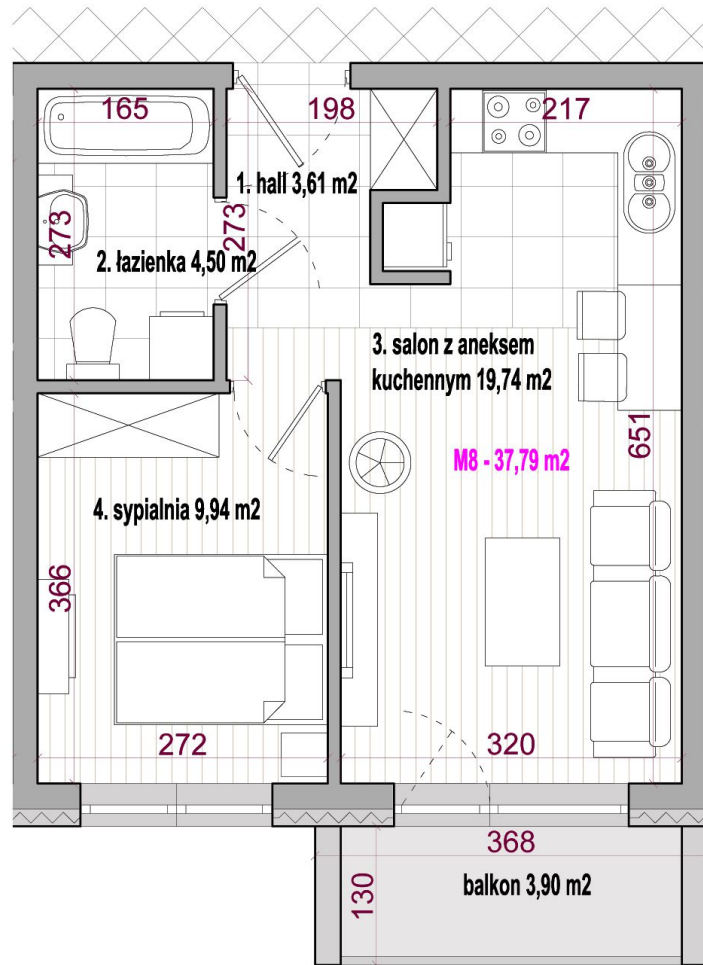 165
198
217
1. hall 3,61 m2
273
273
2. łazienka 4,50 m2
3. salon z aneksem
kuchennym 19,74 m2
651
M8 - 37,79 m2
4. sypialnia 9,94 m2
366
272
320
368
130
balkon 3,90 m2